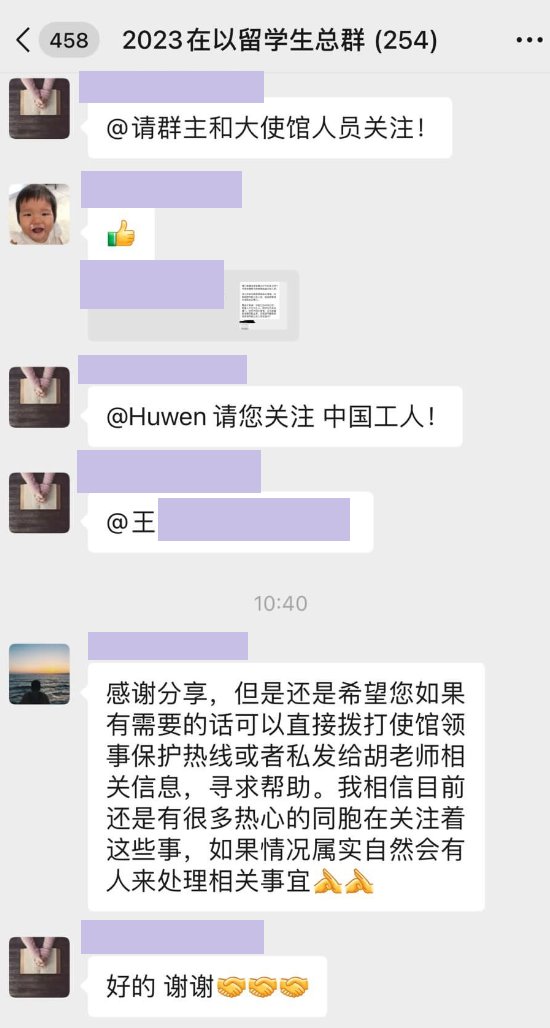 458
2023在以留学生总群 (254)
@请群主和大使馆人员关注！
@Huwen 请您关注 中国工人！
@王
10:40
感谢分享，但是还是希望您如果
有需要的话可以直接拨打使馆领
事保护热线或者私发给胡老师相
关信息，寻求帮助。我相信目前
还是有很多热心的同胞在关注着
这些事，如果情况属实自然会有
人来处理相关事宜🙏🙏
好的 谢谢🤝🤝🤝